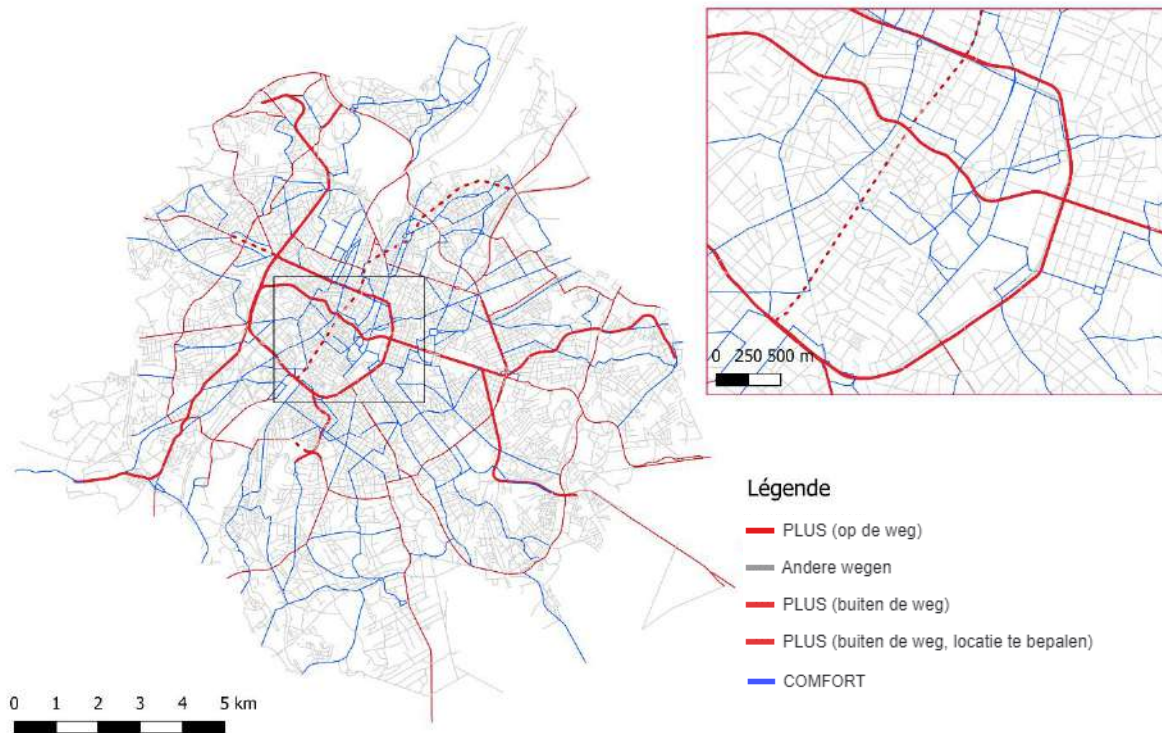 0 250 500 m
Légende
PLUS (op de weg)
Andere wegen
PLUS (buiten de weg)
PLUS (buiten de weg, locatie te bepalen)
COMFORT
0 1 2 3 4 5 km